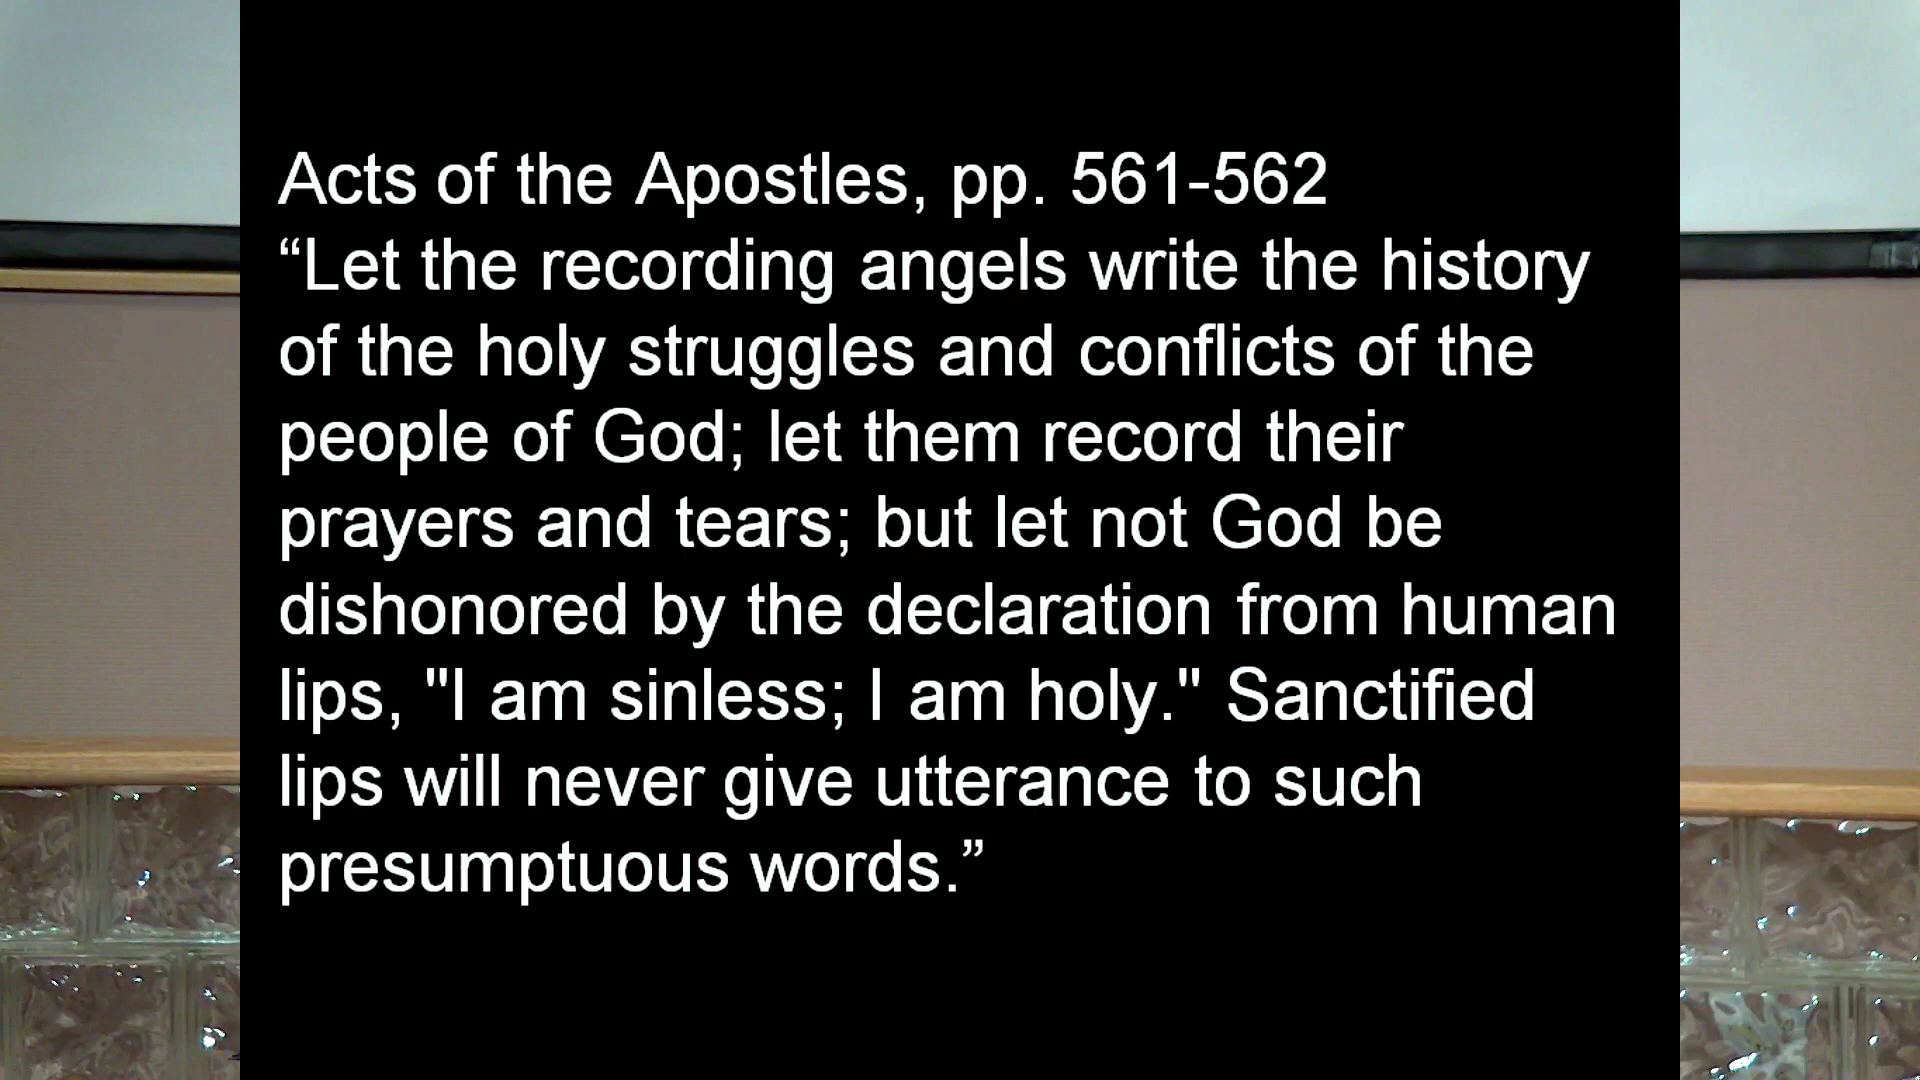 Acts of the Apostles, pp. 561-562
“Let the recording angels write the history
of the holy struggles and conflicts of the
people of God; let them record their
prayers and tears; but let not God be
dishonored by the declaration from human
lips, "I am sinless; I am holy." Sanctified
lips will never give utterance to such
presumptuous words.”